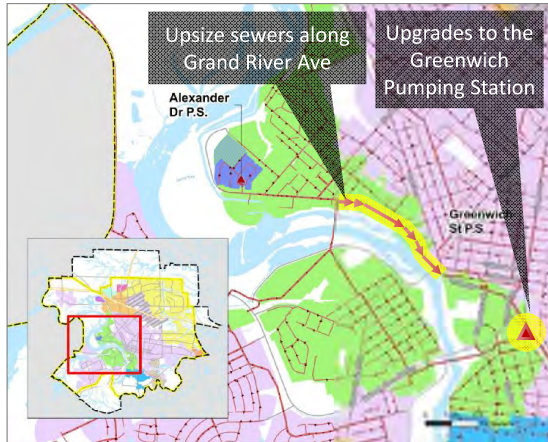 Upsize sewers along
Grand River Ave
Upgrades to the
Greenwich
Pumping Station
Alexander
Dr P.S.
Greenwich
St P.S.